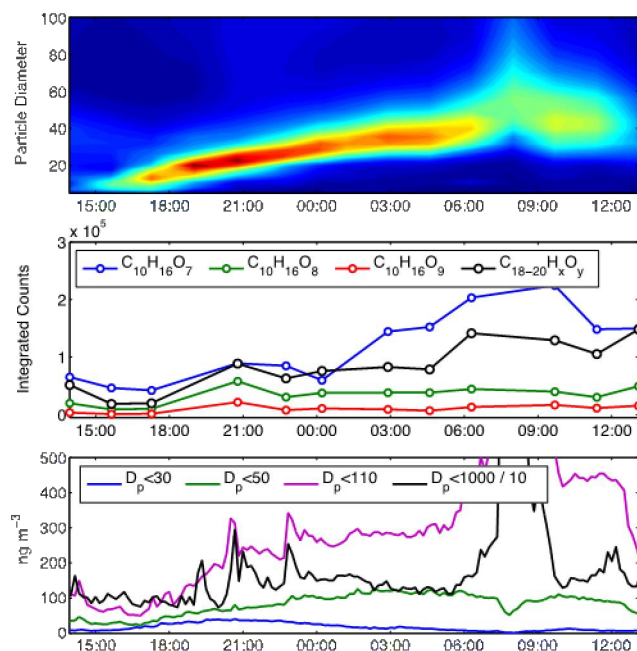 100
80
60
40
20
Particle Diameter
15:00 18:00 21:00 00:00 03:00 06:00 09:00 12:00
x 10^5
3
2
1
0
Integrated Counts
C10H16O7 C10H16O8 C10H16O9 C18-20HxOy
15:00 18:00 21:00 00:00 03:00 06:00 09:00 12:00
500
400
300
200
100
0
ng m^-3
Dp<30 Dp<50 Dp<110 Dp<1000 / 10
15:00 18:00 21:00 00:00 03:00 06:00 09:00 12:00